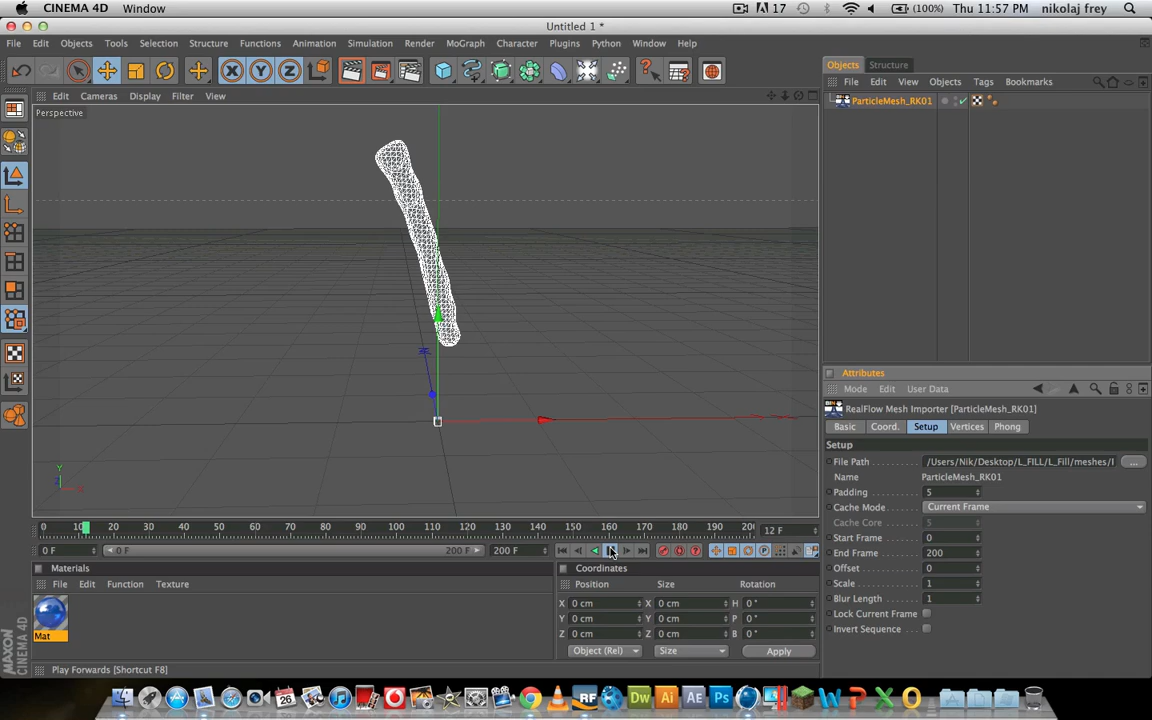 CINEMA 4D Window 17 (100%) Thu 11:57 PM nikolaj frey
Untitled 1 *
File Edit Objects Tools Selection Structure Functions Animation Simulation Render MoGraph Character Plugins Python Window Help
Objects Structure
File Edit View Objects Tags Bookmarks
Edit Cameras Display Filter View
ParticleMesh_RK01
Perspective
Attributes
Mode Edit User Data
RealFlow Mesh Importer [ParticleMesh_RK01]
Basic Coord. Setup Vertices Phong
Setup
File Path /Users/Nik/Desktop/L_FILL/L_Fill/meshes/ ...
Name ParticleMesh_RK01
Padding 5
Cache Mode Current Frame
Cache Core 5
Start Frame 0
End Frame 200
Offset 0
Scale 1
Blur Length 1
Lock Current Frame
Invert Sequence
Y
0 10 20 30 40 50 60 70 80 90 100 110 120 130 140 150 160 170 180 190 12 F
0 F 0 F 200 F 200 F
Materials
File Edit Function Texture
Mat
Coordinates
Position Size Rotation
X 0 cm X 0 cm H 0 °
Y 0 cm Y 0 cm P 0 °
Z 0 cm Z 0 cm B 0 °
Object (Rel) Size Apply
MAXON
CINEMA 4D
Play Forwards [Shortcut F8]
RF Dw Ai AE Ps